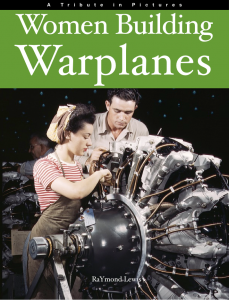 A Tribute in Pictures
Women Building
Warplanes
RaYmond Lewis